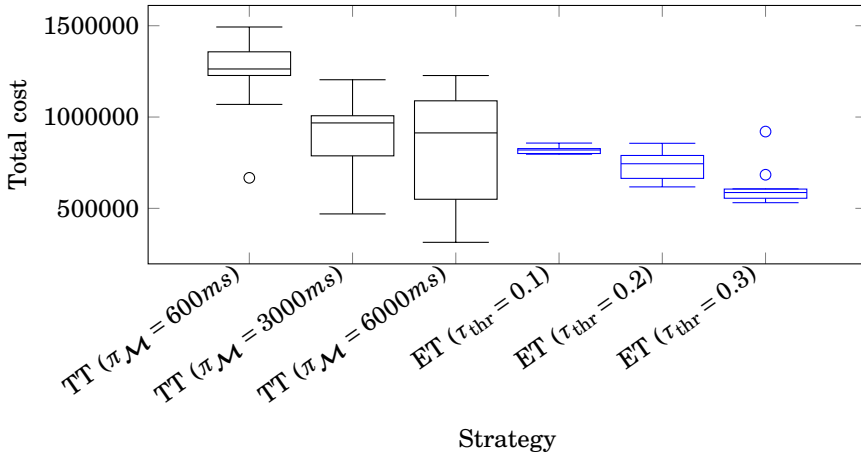 Total cost
1500000
1000000
500000
TT (π𝓜 = 600ms)
TT (π𝓜 = 3000ms)
TT (π𝓜 = 6000ms)
ET (τthr = 0.1)
ET (τthr = 0.2)
ET (τthr = 0.3)
Strategy